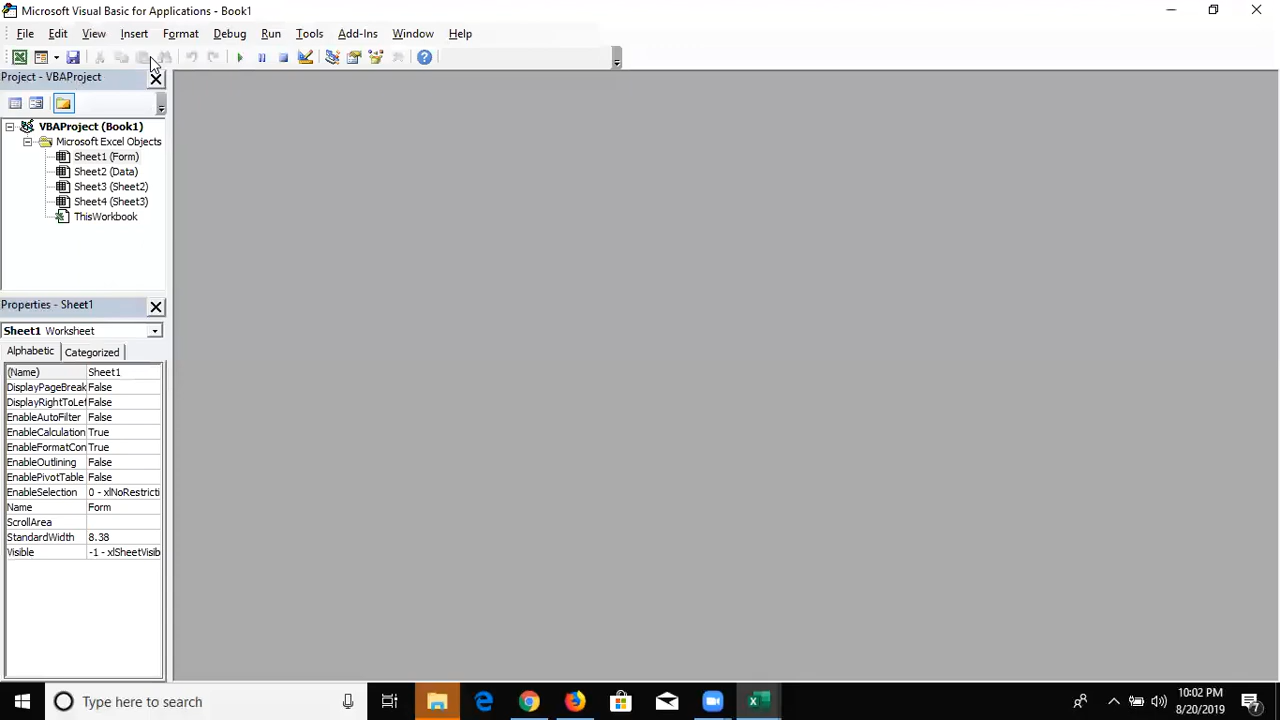 Microsoft Visual Basic for Applications - Book1
File Edit View Insert Format Debug Run Tools Add-Ins Window Help
Project - VBAProject
VBAProject (Book1)
Microsoft Excel Objects
Sheet1 (Form)
Sheet2 (Data)
Sheet3 (Sheet2)
Sheet4 (Sheet3)
ThisWorkbook
Properties - Sheet1
Sheet1 Worksheet
Alphabetic Categorized
(Name) Sheet1
DisplayPageBreak False
DisplayRightToLef False
EnableAutoFilter False
EnableCalculation True
EnableFormatCon True
EnableOutlining False
EnablePivotTable False
EnableSelection 0 - xlNoRestricti
Name Form
ScrollArea
StandardWidth 8.38
Visible -1 - xlSheetVisib
Type here to search
10:02 PM
8/20/2019
7